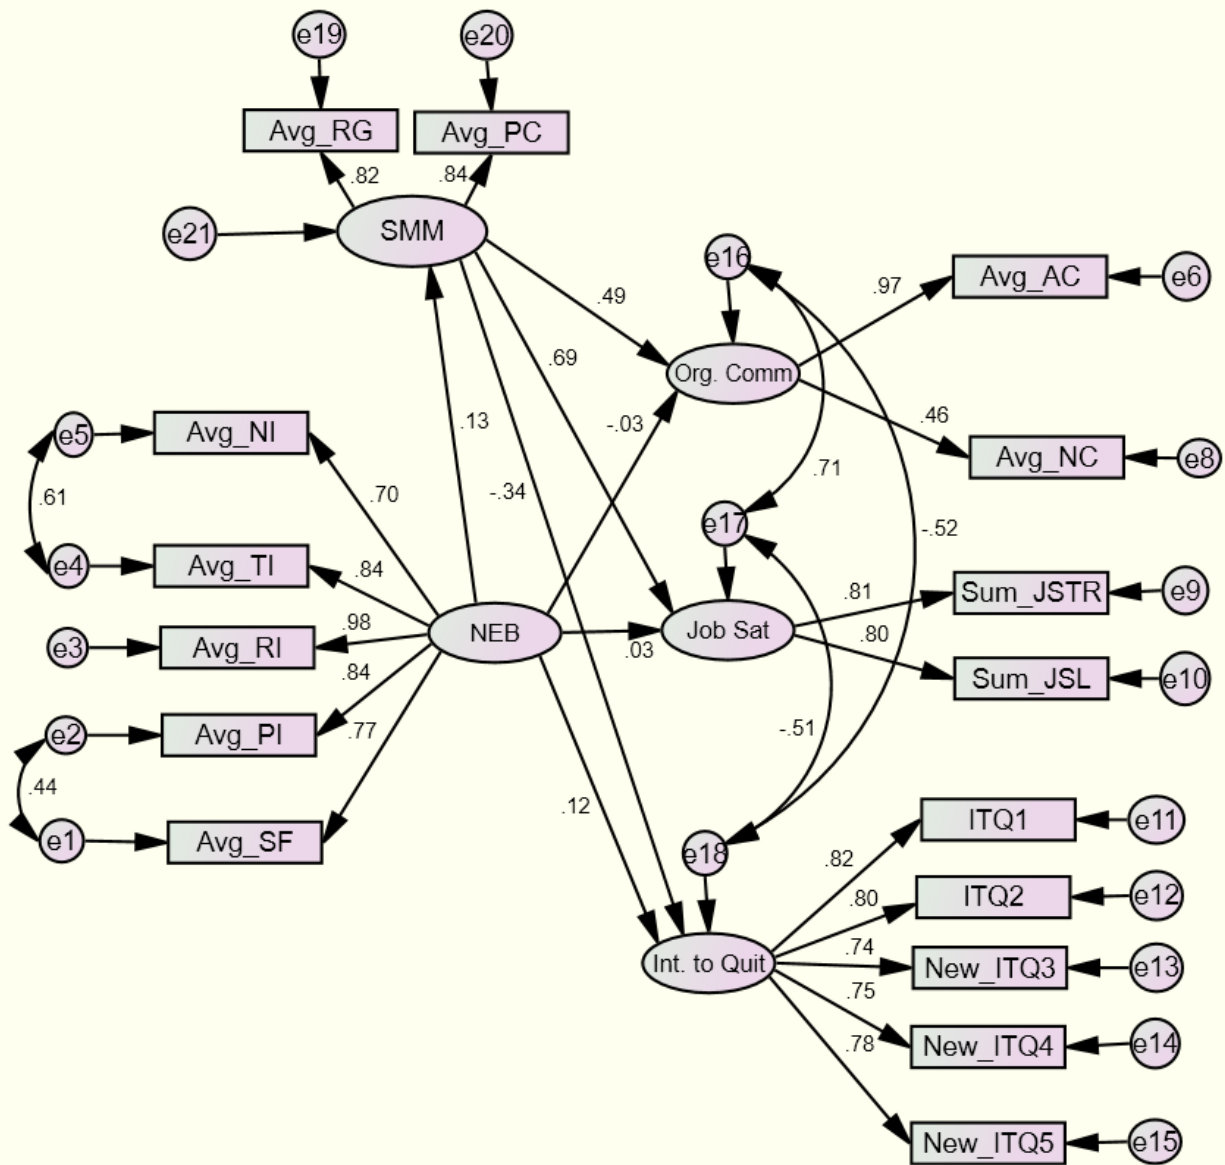 e19
e20
Avg_RG
Avg_PC
.82
.84
e21
SMM
e16
Avg_AC
e6
.97
.49
.69
Org. Comm
.13
-.03
.46
e5
Avg_NI
Avg_NC
e8
.61
.70
-.34
.71
e17
-.52
e4
Avg_TI
.84
.81
Sum_JSTR
e9
.98
NEB
Job Sat
.80
e3
Avg_RI
.03
.84
Sum_JSL
e10
e2
Avg_PI
.77
-.51
.44
.12
e1
Avg_SF
e18
ITQ1
e11
.82
.80
ITQ2
e12
.74
Int. to Quit
New_ITQ3
e13
.75
.78
New_ITQ4
e14
New_ITQ5
e15